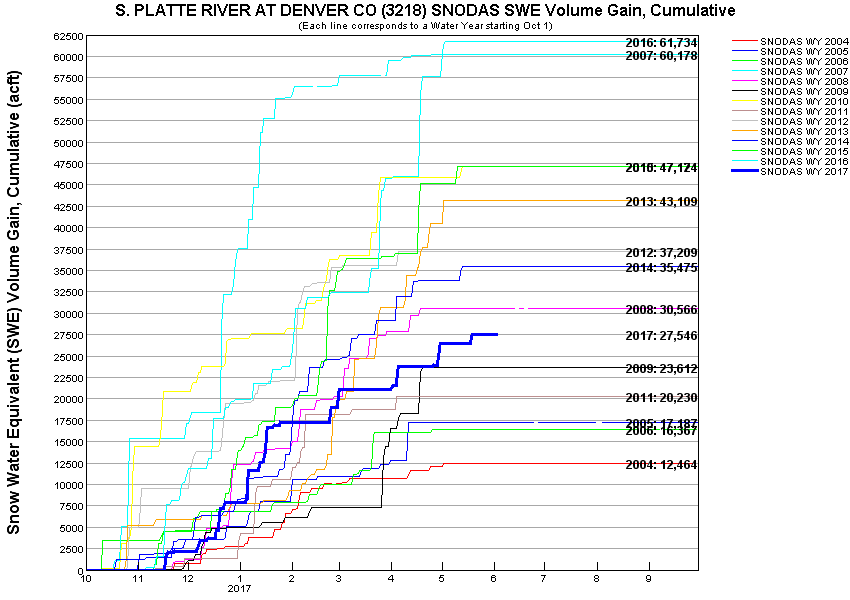 S. PLATTE RIVER AT DENVER CO (3218) SNODAS SWE Volume Gain, Cumulative
(Each line corresponds to a Water Year starting Oct 1)
Snow Water Equivalent (SWE) Volume Gain, Cumulative (acft)
62500
60000
57500
55000
52500
50000
47500
45000
42500
40000
37500
35000
32500
30000
27500
25000
22500
20000
17500
15000
12500
10000
7500
5000
2500
0
10 11 12 1 2 3 4 5 6 7 8 9
2017
2016: 61,734
2007: 60,178
47,174
2013: 43,109
2012: 37,209
2014: 35,475
2008: 30,566
2017: 27,546
2009: 23,612
2011: 20,230
2005: 17,187
2006: 16,367
2004: 12,464
SNODAS WY 2004
SNODAS WY 2005
SNODAS WY 2006
SNODAS WY 2007
SNODAS WY 2008
SNODAS WY 2009
SNODAS WY 2010
SNODAS WY 2011
SNODAS WY 2012
SNODAS WY 2013
SNODAS WY 2014
SNODAS WY 2015
SNODAS WY 2016
SNODAS WY 2017